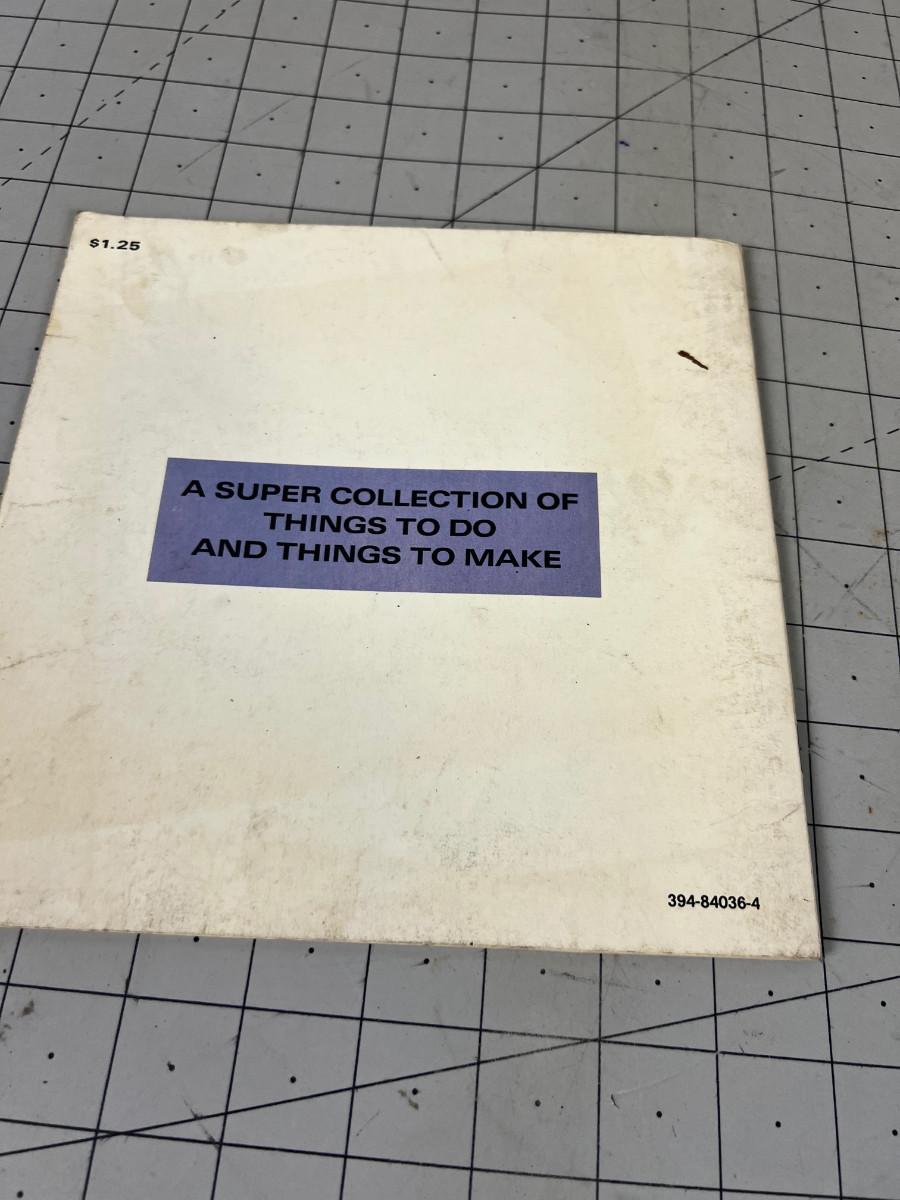 $1.25
A SUPER COLLECTION OF
THINGS TO DO
AND THINGS TO MAKE
394-84036-4